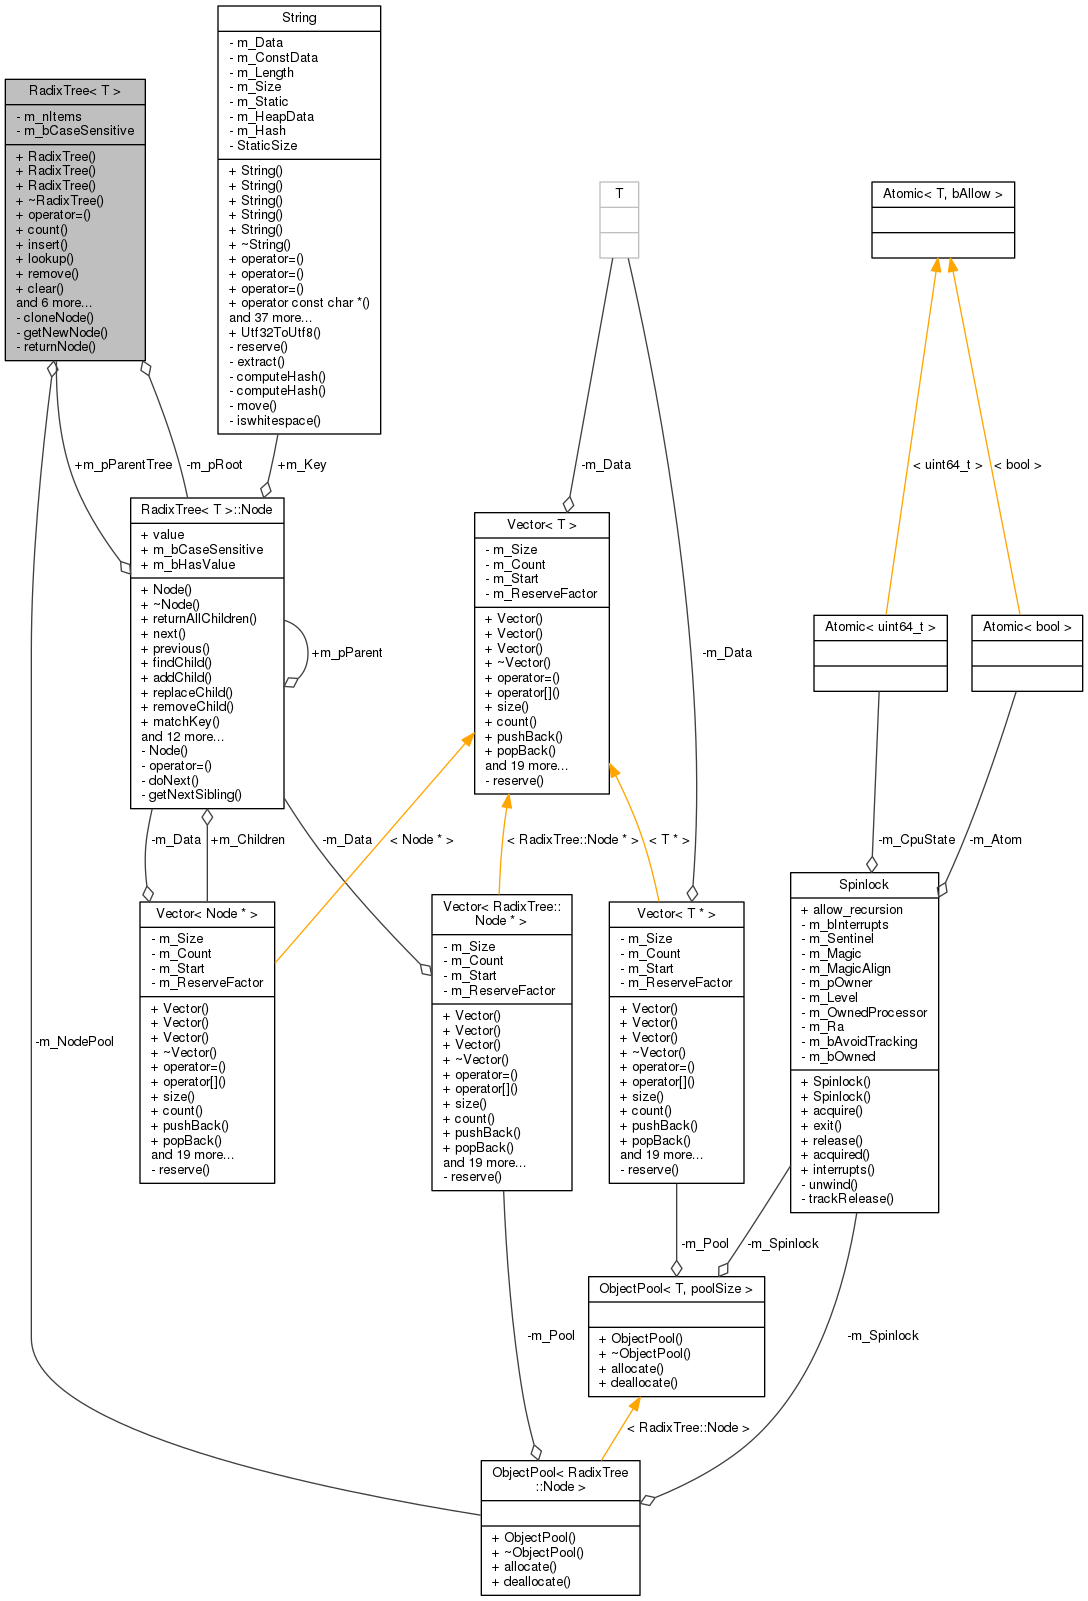 String
- m_Data
- m_ConstData
- m_Length
- m_Size
- m_Static
- m_HeapData
- m_Hash
- StaticSize
+ String()
+ String()
+ String()
+ String()
+ String()
+ ~String()
+ operator=()
+ operator=()
+ operator=()
+ operator const char *()
and 37 more...
+ Utf32ToUtf8()
- reserve()
- extract()
- computeHash()
- computeHash()
- move()
- iswhitespace()
RadixTree< T >
- m_nItems
- m_bCaseSensitive
+ RadixTree()
+ RadixTree()
+ RadixTree()
+ ~RadixTree()
+ operator=()
+ count()
+ insert()
+ lookup()
+ remove()
+ clear()
and 6 more...
- cloneNode()
- getNewNode()
- returnNode()
T
Atomic< T, bAllow >
+m_pParentTree
-m_pRoot
+m_Key
-m_Data
< uint64_t >
< bool >
RadixTree< T >::Node
+ value
+ m_bCaseSensitive
+ m_bHasValue
+ Node()
+ ~Node()
+ returnAllChildren()
+ next()
+ previous()
+ findChild()
+ addChild()
+ replaceChild()
+ removeChild()
+ matchKey()
and 12 more...
- Node()
- operator=()
- doNext()
- getNextSibling()
+m_pParent
Vector< T >
- m_Size
- m_Count
- m_Start
- m_ReserveFactor
+ Vector()
+ Vector()
+ Vector()
+ ~Vector()
+ operator=()
+ operator[]()
+ size()
+ count()
+ pushBack()
+ popBack()
and 19 more...
- reserve()
-m_Data
Atomic< uint64_t >
Atomic< bool >
-m_Data
+m_Children
-m_Data
< Node * >
< RadixTree::Node * >
< T * >
-m_CpuState
-m_Atom
Vector< Node * >
- m_Size
- m_Count
- m_Start
- m_ReserveFactor
+ Vector()
+ Vector()
+ Vector()
+ ~Vector()
+ operator=()
+ operator[]()
+ size()
+ count()
+ pushBack()
+ popBack()
and 19 more...
- reserve()
Vector< RadixTree::
Node * >
- m_Size
- m_Count
- m_Start
- m_ReserveFactor
+ Vector()
+ Vector()
+ Vector()
+ ~Vector()
+ operator=()
+ operator[]()
+ size()
+ count()
+ pushBack()
+ popBack()
and 19 more...
- reserve()
Vector< T * >
- m_Size
- m_Count
- m_Start
- m_ReserveFactor
+ Vector()
+ Vector()
+ Vector()
+ ~Vector()
+ operator=()
+ operator[]()
+ size()
+ count()
+ pushBack()
+ popBack()
and 19 more...
- reserve()
Spinlock
+ allow_recursion
- m_bInterrupts
- m_Sentinel
- m_Magic
- m_MagicAlign
- m_pOwner
- m_Level
- m_OwnedProcessor
- m_Ra
- m_bAvoidTracking
- m_bOwned
+ Spinlock()
+ Spinlock()
+ acquire()
+ exit()
+ release()
+ acquired()
+ interrupts()
- unwind()
- trackRelease()
-m_NodePool
-m_Pool
-m_Spinlock
ObjectPool< T, poolSize >
+ ObjectPool()
+ ~ObjectPool()
+ allocate()
+ deallocate()
-m_Pool
-m_Spinlock
< RadixTree::Node >
ObjectPool< RadixTree
::Node >
+ ObjectPool()
+ ~ObjectPool()
+ allocate()
+ deallocate()